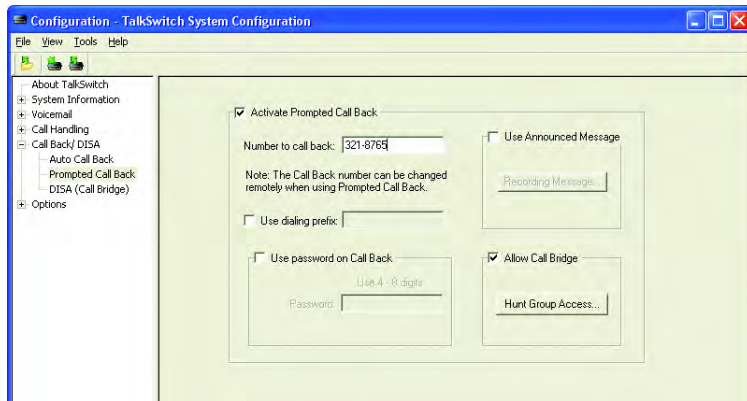 Configuration - TalkSwitch System Configuration
File View Tools Help
About TalkSwitch
System Information
Voicemail
Call Handling
Call Back/ DISA
Auto Call Back
Prompted Call Back
DISA (Call Bridge)
Options
Activate Prompted Call Back
Number to call back: 321-8765
Note: The Call Back number can be changed
remotely when using Prompted Call Back.
Use dialing prefix:
Use password on Call Back
Use 4 - 8 digits
Password:
Use Announced Message
Recording Message...
Allow Call Bridge
Hunt Group Access...